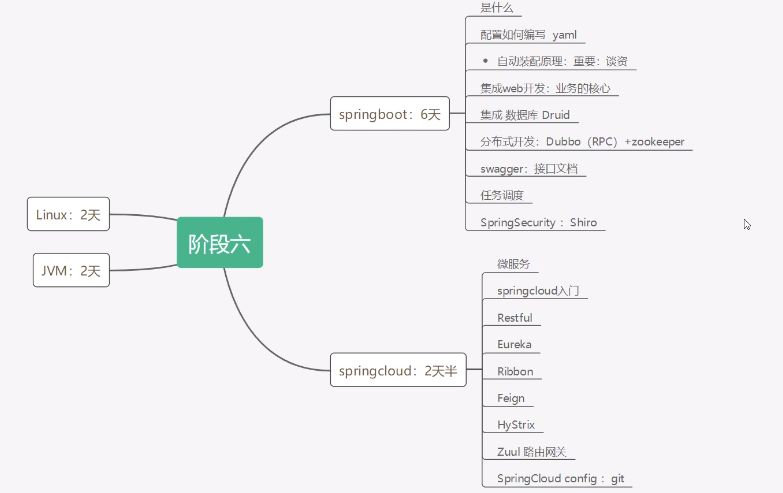 是什么
配置如何编写 yaml
自动装配原理：重要：谈资
集成web开发：业务的核心
集成 数据库 Druid
分布式开发：Dubbo（RPC）+zookeeper
swagger：接口文档
任务调度
SpringSecurity ：Shiro
springboot：6天
Linux：2天
JVM：2天
阶段六
springcloud：2天半
微服务
springcloud入门
Restful
Eureka
Ribbon
Feign
HyStrix
Zuul 路由网关
SpringCloud config ：git